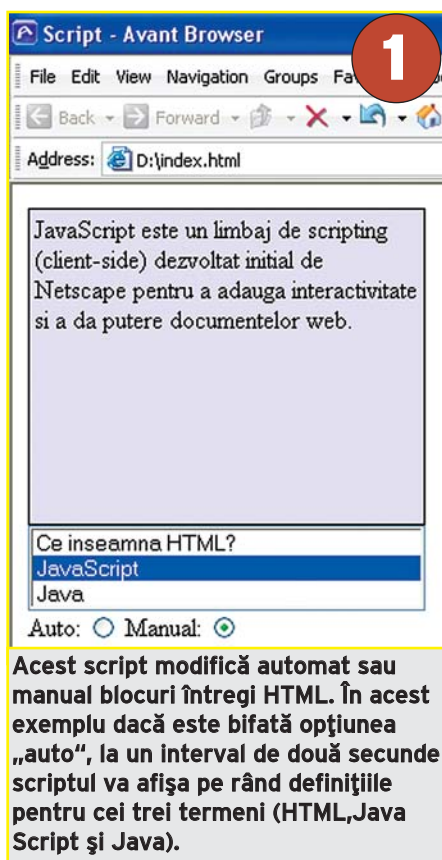 Script - Avant Browser
1
File Edit View Navigation Groups Fa
Back Forward
Address: D:\index.html
JavaScript este un limbaj de scripting
(client-side) dezvoltat initial de
Netscape pentru a adauga interactivitate
si a da putere documentelor web.
Ce inseamna HTML?
JavaScript
Java
Auto: Manual:
Acest script modifică automat sau
manual blocuri întregi HTML. În acest
exemplu dacă este bifată opţiunea
„auto“, la un interval de două secunde
scriptul va afişa pe rând definiţiile
pentru cei trei termeni (HTML,Java
Script şi Java).